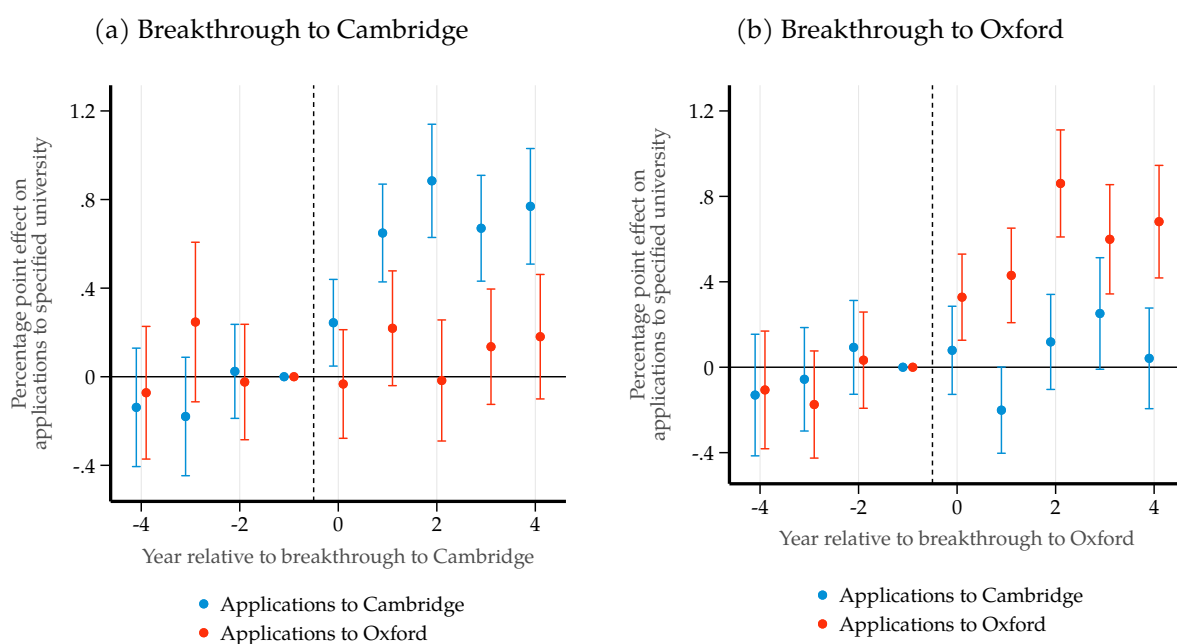 (a) Breakthrough to Cambridge
Percentage point effect on
applications to specified university
1.2
.8
.4
0
-.4
-4
-2
0
2
4
Year relative to breakthrough to Cambridge
Applications to Cambridge
Applications to Oxford
(b) Breakthrough to Oxford
Percentage point effect on
applications to specified university
1.2
.8
.4
0
-.4
-4
-2
0
2
4
Year relative to breakthrough to Oxford
Applications to Cambridge
Applications to Oxford